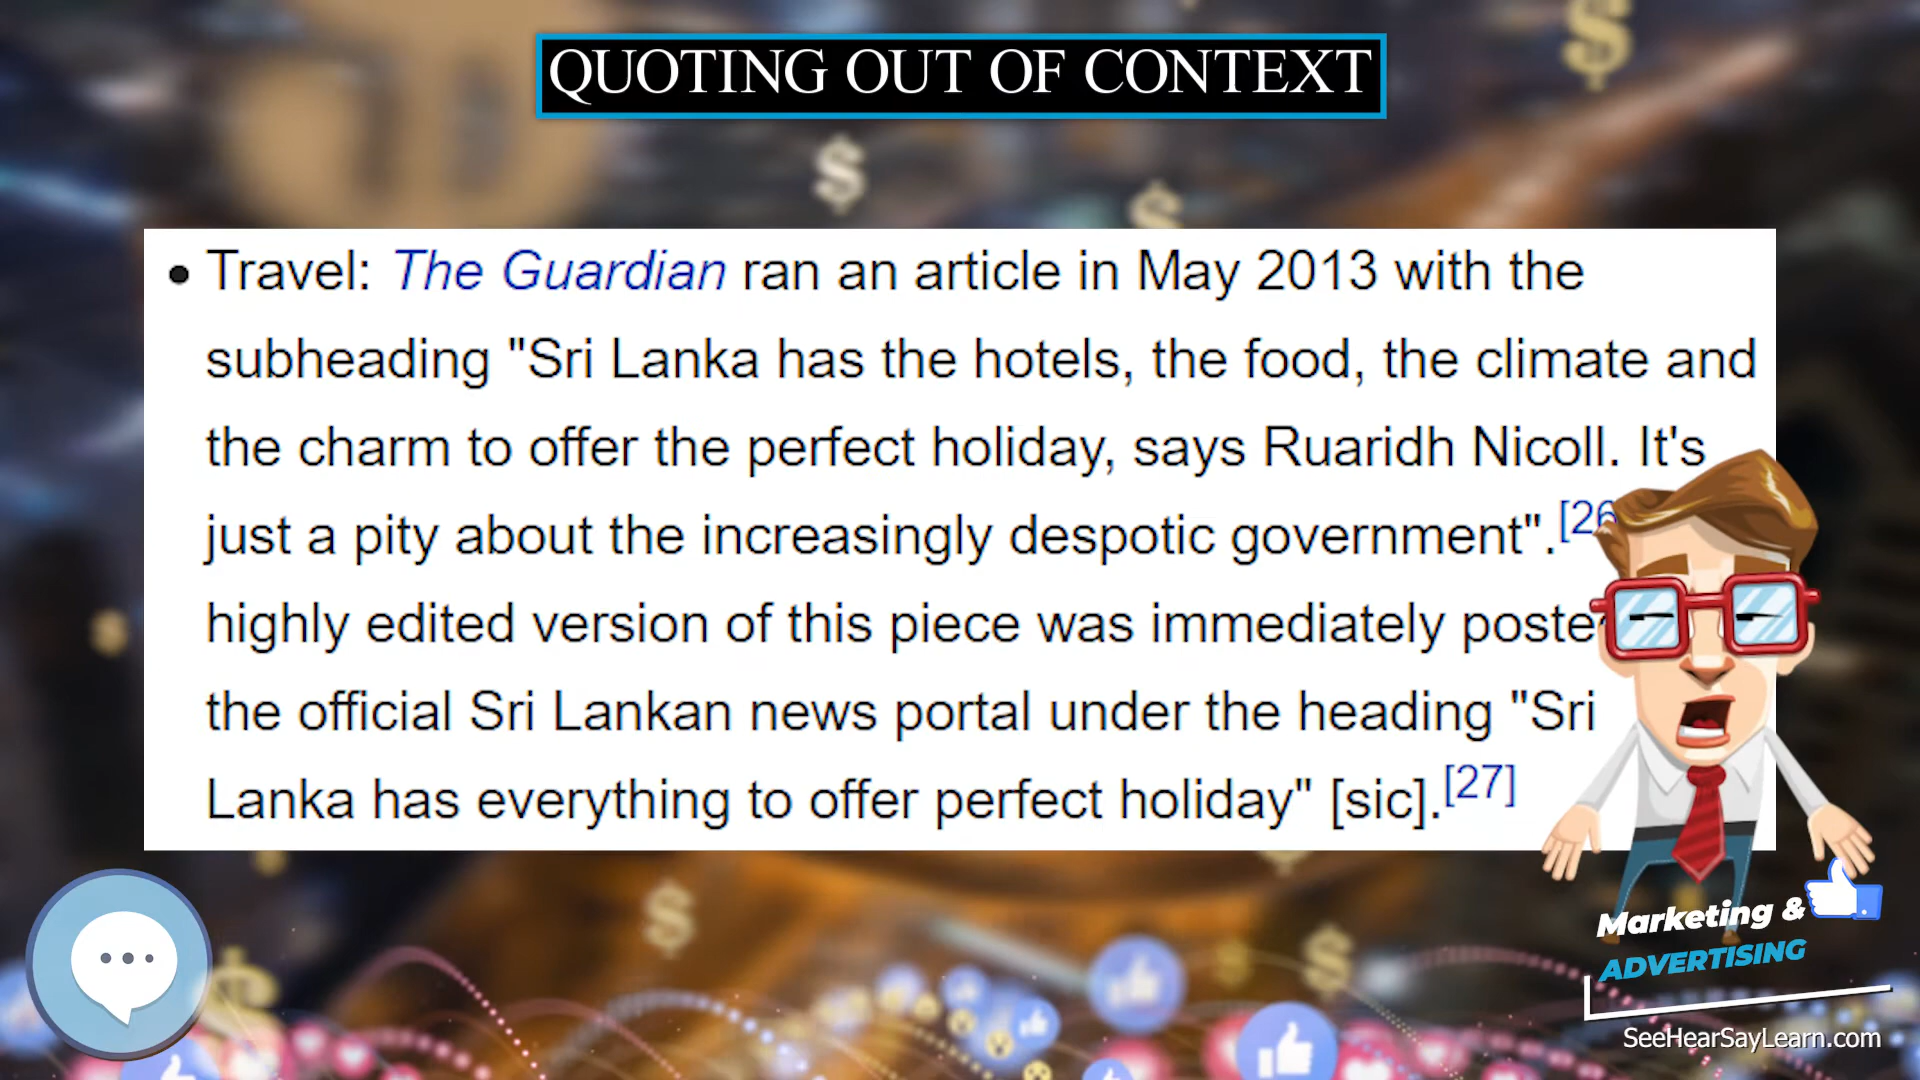 QUOTING OUT OF CONTEXT
• Travel: The Guardian ran an article in May 2013 with the
subheading "Sri Lanka has the hotels, the food, the climate and
the charm to offer the perfect holiday, says Ruaridh Nicoll. It's
just a pity about the increasingly despotic government".
highly edited version of this piece was immediately
the official Sri Lankan news portal under the heading "Sri
Lanka has everything to offer perfect holiday" [sic].[27]
Marketing &
ADVERTISING
SeeHearSayLearn.com